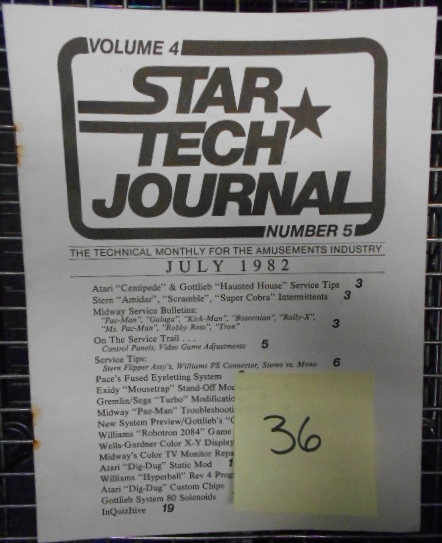 VOLUME 4
STAR
TECH
JOURNAL
NUMBER 5
THE TECHNICAL MONTHLY FOR THE AMUSEMENTS INDUSTRY
JULY 1982
Atari "Centipede" & Gottlieb "Haunted House" Service Tips 3
Stern "Amidar", "Scramble", "Super Cobra" Intermittents 3
Midway Service Bulletins:
"Pac-Man", "Galaga", "Kick-Man", "Bosconian", "Rally-X",
"Ms. Pac-Man", "Robby Roto", "Tron" 3
On The Service Trail . . .
Control Panels, Video Game Adjustments 5
Service Tips:
Stern Flipper Assy's, Williams PS Connector, Stereo vs. Mono 6
Pace's Fused Eyeletting System
Exidy "Mousetrap" Stand-Off Mod
Gremlin/Sega "Turbo" Modificatio
Midway "Pac-Man" Troubleshooti
New System Preview/Gottlieb's "C
Williams "Robotron 2084" Game
Wells-Gardner Color X-Y Display
Midway's Color TV Monitor Repa
Atari "Dig-Dug" Static Mod 1
Williams "Hyperball" Rev 4 Prog
Atari "Dig-Dug" Custom Chips
Gottlieb System 80 Solenoids
InQuizItive 19
36